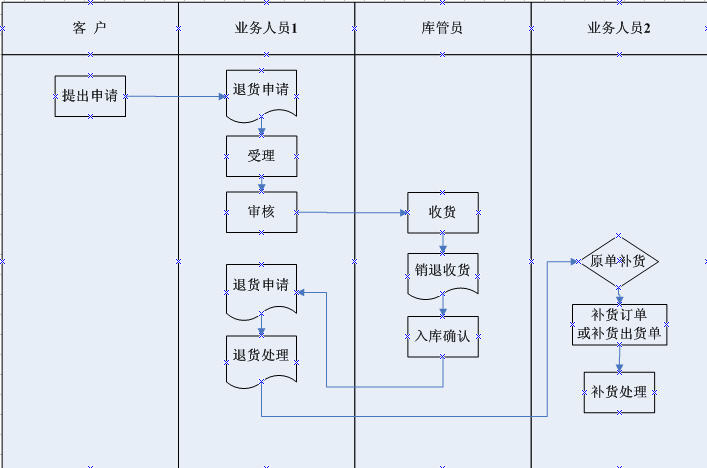 客 户
业务人员1
库管员
业务人员2
提出申请
退货申请
受理
审核
收货
销退收货
入库确认
退货申请
退货处理
原单补货
补货订单
或补货出货单
补货处理